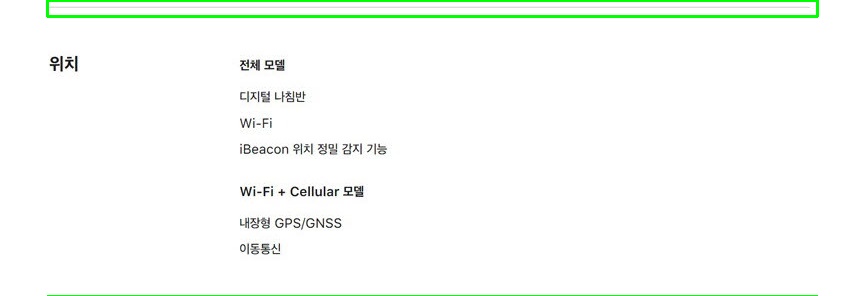 위치
전체 모델
디지털 나침반
Wi-Fi
iBeacon 위치 정밀 감지 기능
Wi-Fi + Cellular 모델
내장형 GPS/GNSS
이동통신